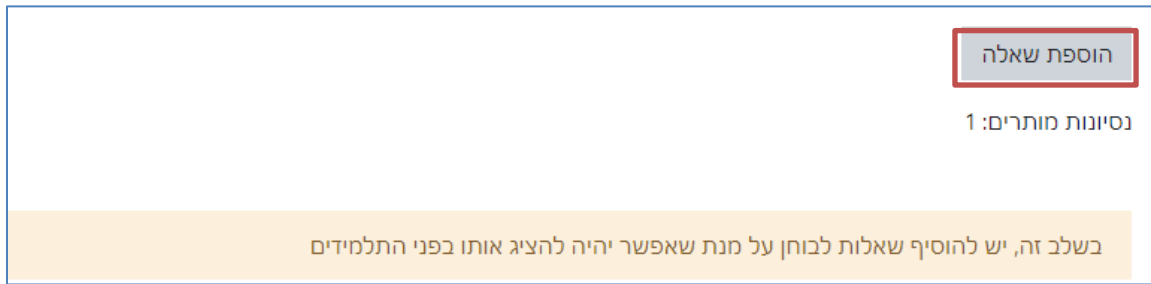 הוספת שאלה
נסיונות מותרים: 1
בשלב זה, יש להוסיף שאלות לבוחן על מנת שאפשר יהיה להציג אותו בפני התלמידים